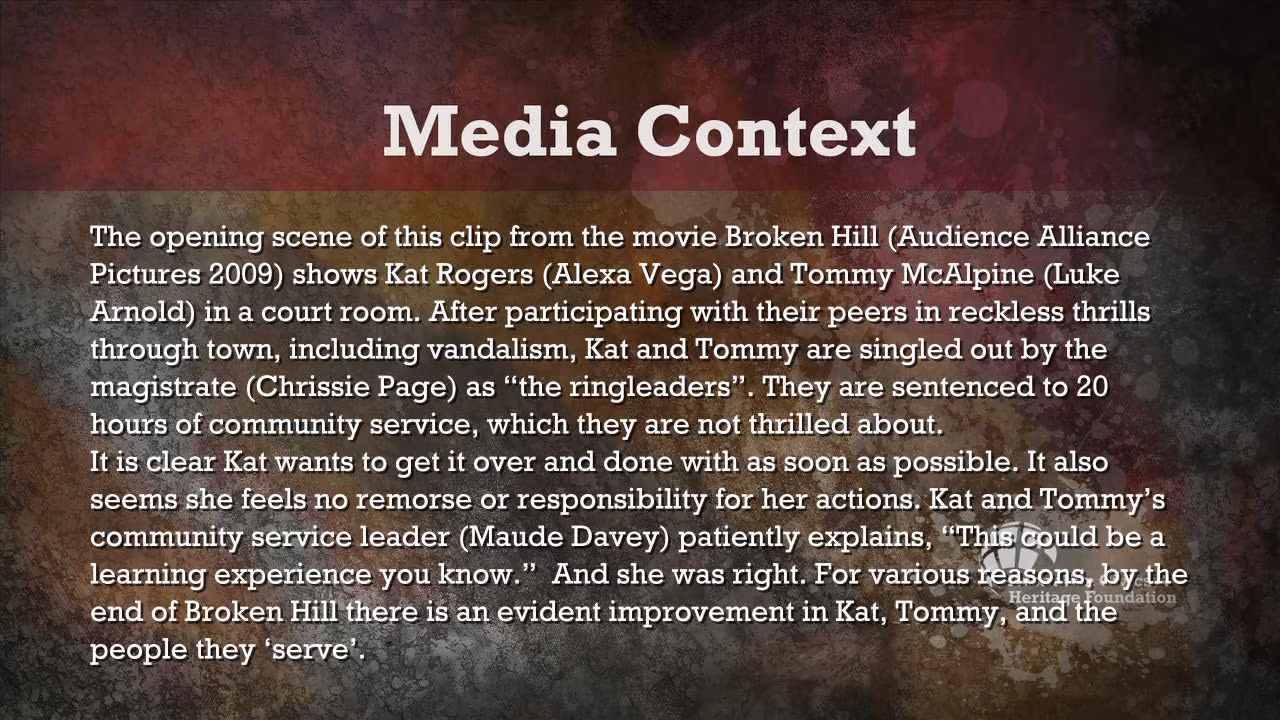 Media Context
The opening scene of this clip from the movie Broken Hill (Audience Alliance
Pictures 2009) shows Kat Rogers (Alexa Vega) and Tommy McAlpine (Luke
Arnold) in a court room. After participating with their peers in reckless thrills
through town, including vandalism, Kat and Tommy are singled out by the
magistrate (Chrissie Page) as “the ringleaders”. They are sentenced to 20
hours of community service, which they are not thrilled about.
It is clear Kat wants to get it over and done with as soon as possible. It also
seems she feels no remorse or responsibility for her actions. Kat and Tommy’s
community service leader (Maude Davey) patiently explains, “This could be a
learning experience you know.”  And she was right. For various reasons, by the
end of Broken Hill there is an evident improvement in Kat, Tommy, and the
people they ‘serve’.
Heritage Foundation